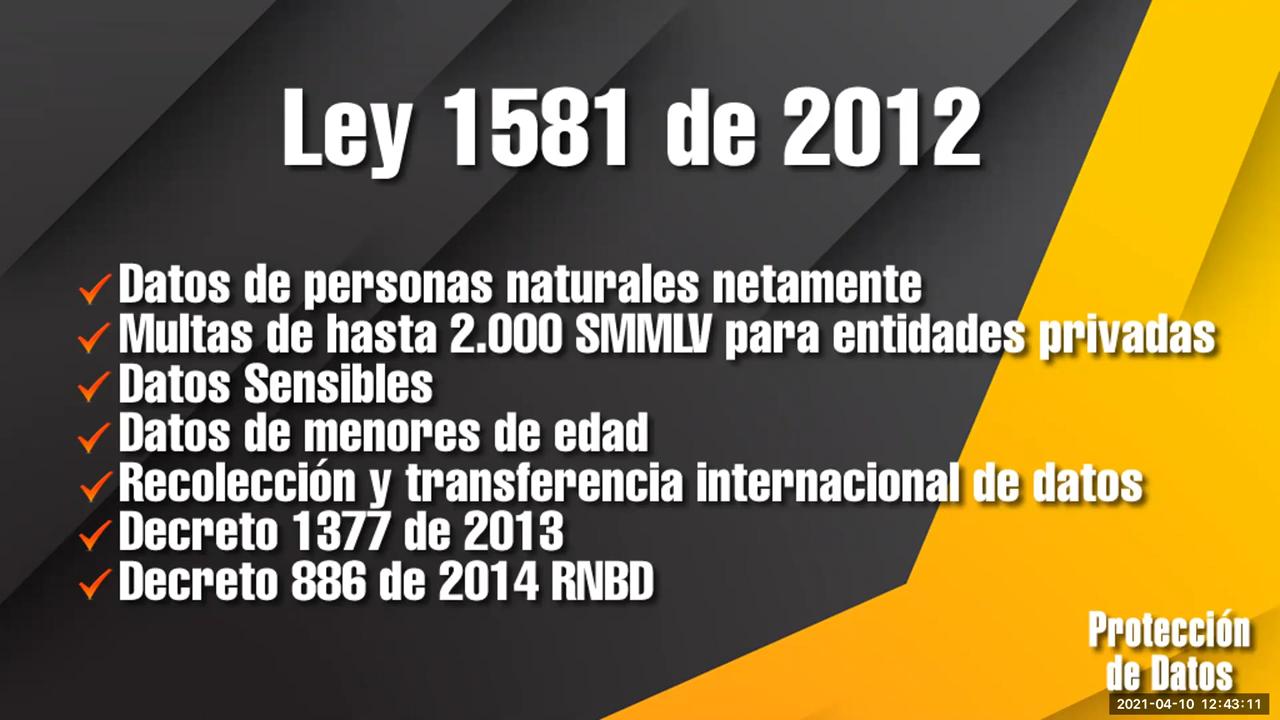 Ley 1581 de 2012
Datos de personas naturales netamente
Multas de hasta 2.000 SMMLV para entidades privadas
Datos Sensibles
Datos de menores de edad
Recolección y transferencia internacional de datos
Decreto 1377 de 2013
Decreto 886 de 2014 RNBD
Protección
de Datos
2021-04-10 12:43:11